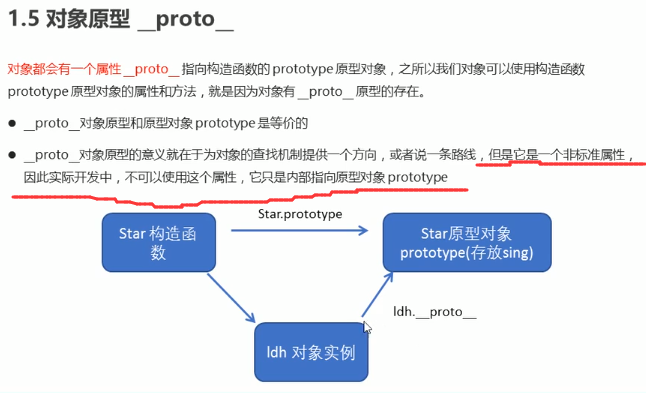 1.5 对象原型 __proto__
对象都会有一个属性 __proto__ 指向构造函数的 prototype 原型对象，之所以我们对象可以使用构造函数
prototype 原型对象的属性和方法，就是因为对象有 __proto__ 原型的存在。
● __proto__对象原型和原型对象 prototype 是等价的
● __proto__对象原型的意义就在于为对象的查找机制提供一个方向，或者说一条路线，但是它是一个非标准属性，
因此实际开发中，不可以使用这个属性，它只是内部指向原型对象 prototype
Star.prototype
Star 构造函
数
Star原型对象
prototype(存放sing)
ldh.__proto__
ldh 对象实例